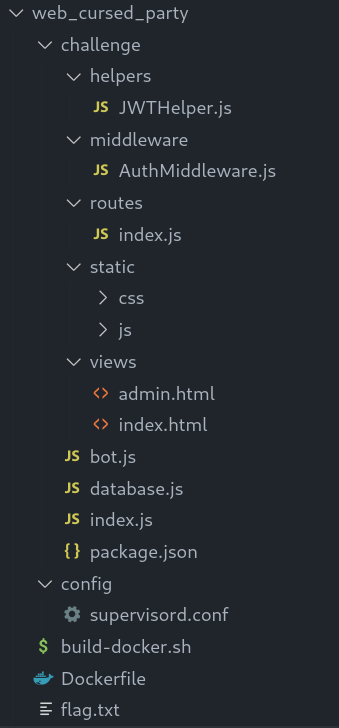 web_cursed_party
challenge
helpers
JS JWTHelper.js
middleware
JS AuthMiddleware.js
routes
JS index.js
static
css
js
views
<> admin.html
<> index.html
JS bot.js
JS database.js
JS index.js
{} package.json
config
supervisord.conf
$ build-docker.sh
Dockerfile
flag.txt